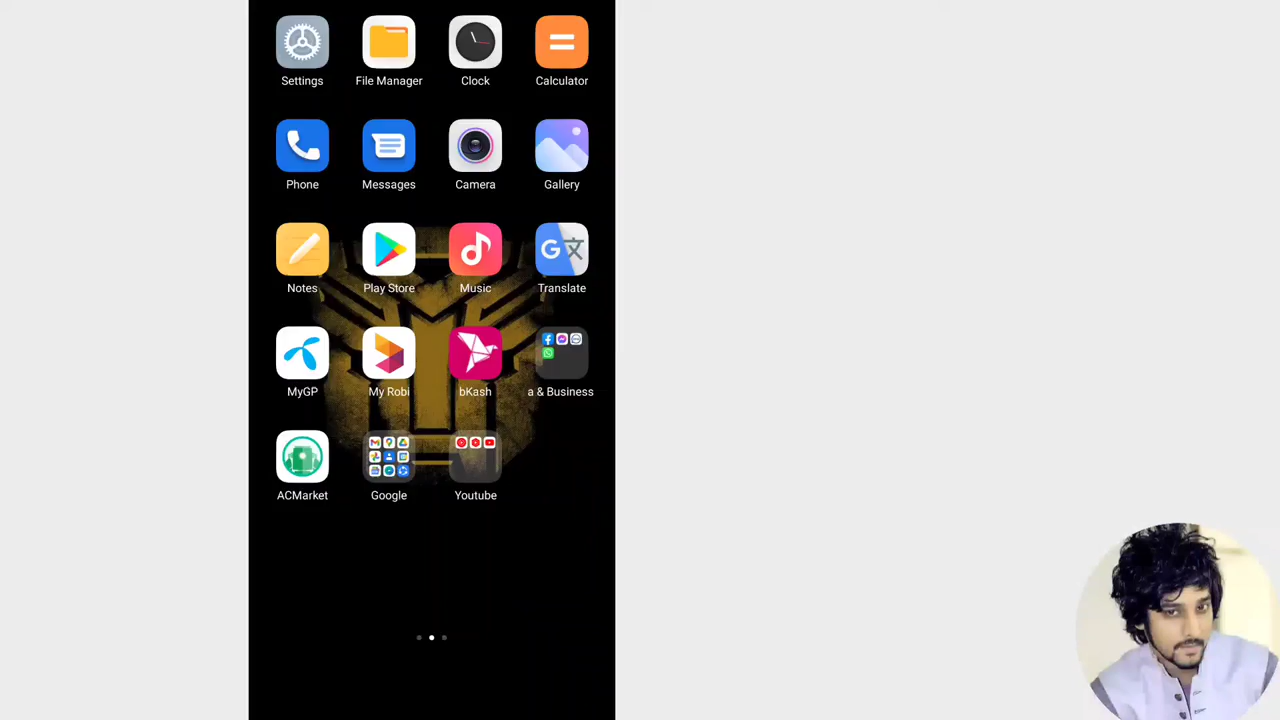 Settings File Manager Clock Calculator
Phone Messages Camera Gallery
Notes Play Store Music Translate
MyGP My Robi bKash a & Business
ACMarket Google Youtube